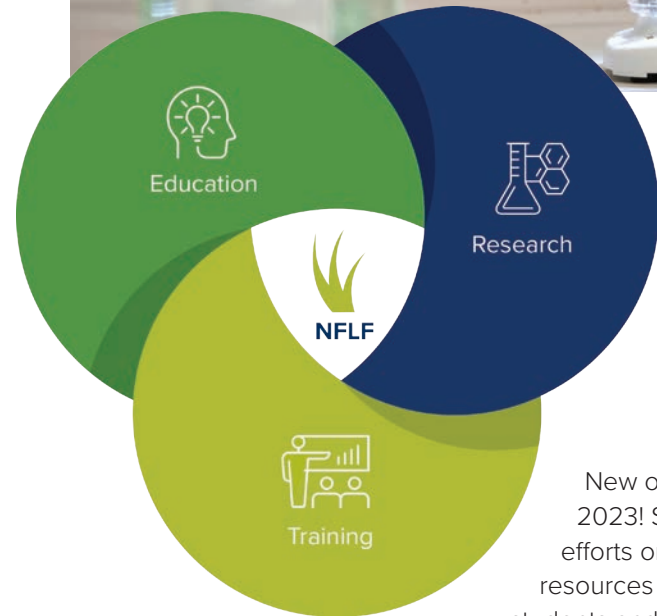 Education
Research
NFLF
Training
New o
2023! S
efforts o
resources